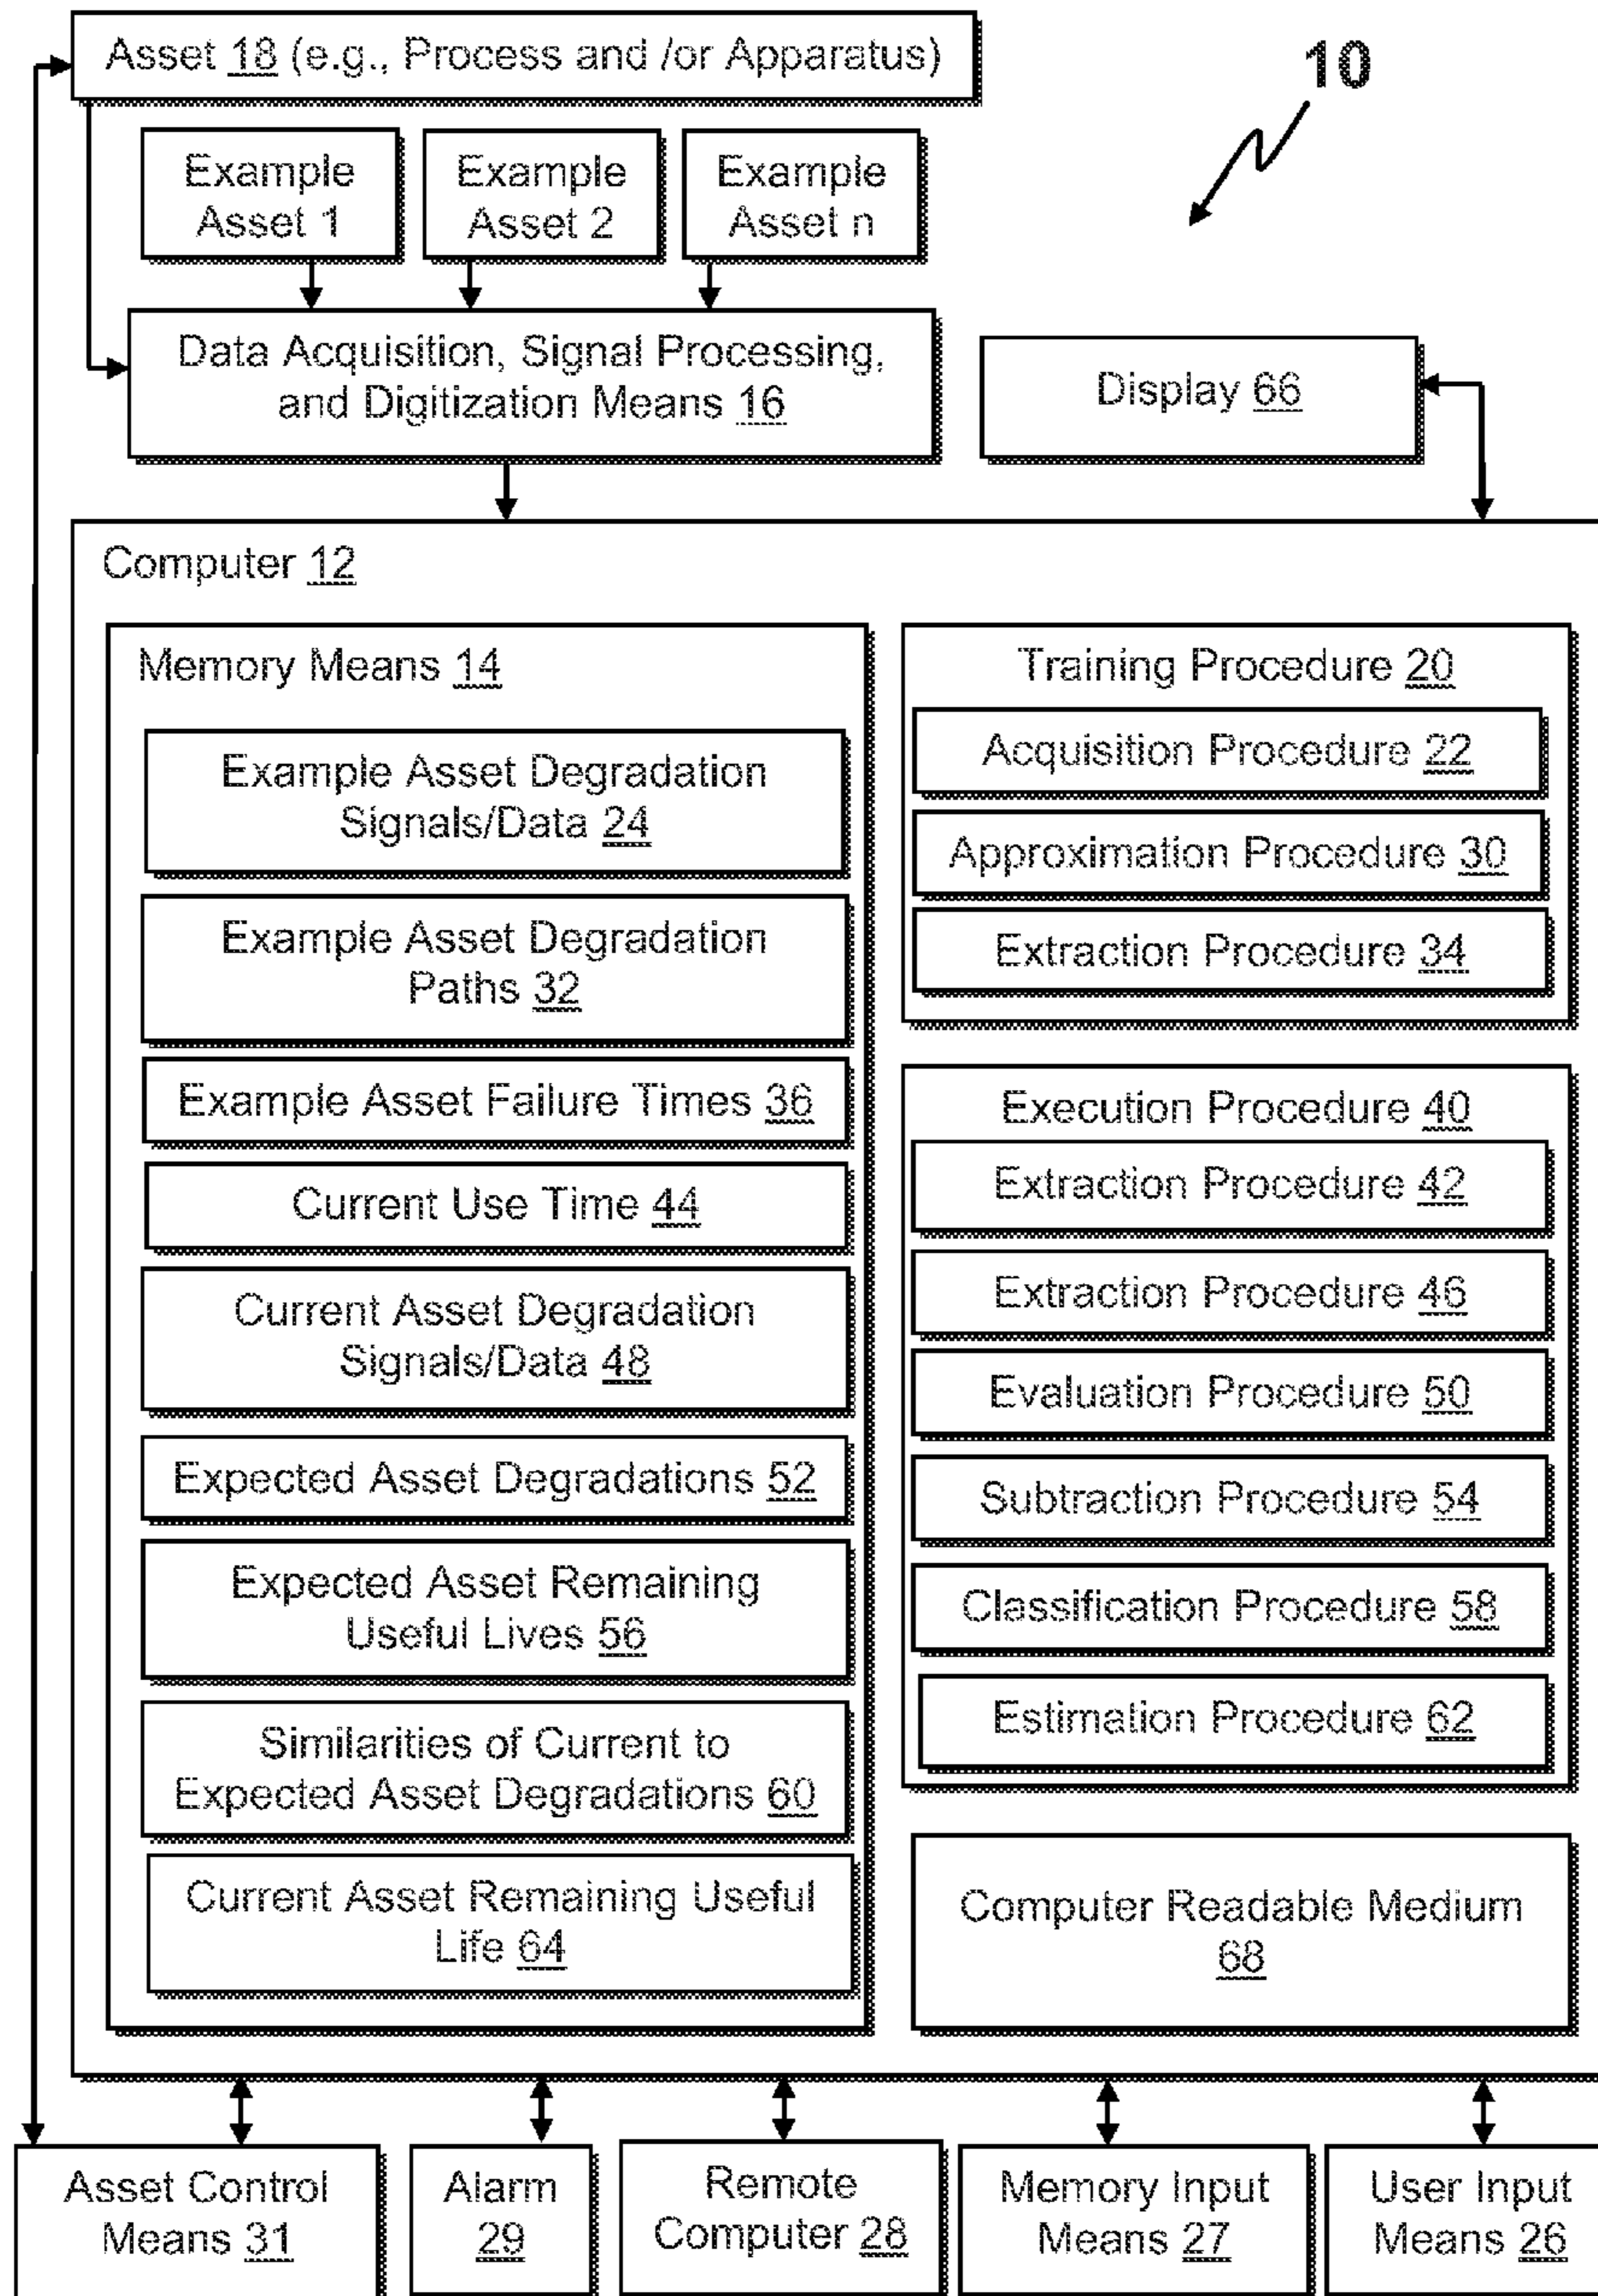 Asset 18 (e.g., Process and /or Apparatus)
10
Example
Asset 1
Example
Asset 2
Example
Asset n
Data Acquisition, Signal Processing,
and Digitization Means 16
Display 66
Computer 12
Memory Means 14
Example Asset Degradation
Signals/Data 24
Example Asset Degradation
Paths 32
Example Asset Failure Times 36
Current Use Time 44
Current Asset Degradation
Signals/Data 48
Expected Asset Degradations 52
Expected Asset Remaining
Useful Lives 56
Similarities of Current to
Expected Asset Degradations 60
Current Asset Remaining Useful
Life 64
Training Procedure 20
Acquisition Procedure 22
Approximation Procedure 30
Extraction Procedure 34
Execution Procedure 40
Extraction Procedure 42
Extraction Procedure 46
Evaluation Procedure 50
Subtraction Procedure 54
Classification Procedure 58
Estimation Procedure 62
Computer Readable Medium
68
Asset Control
Means 31
Alarm
29
Remote
Computer 28
Memory Input
Means 27
User Input
Means 26